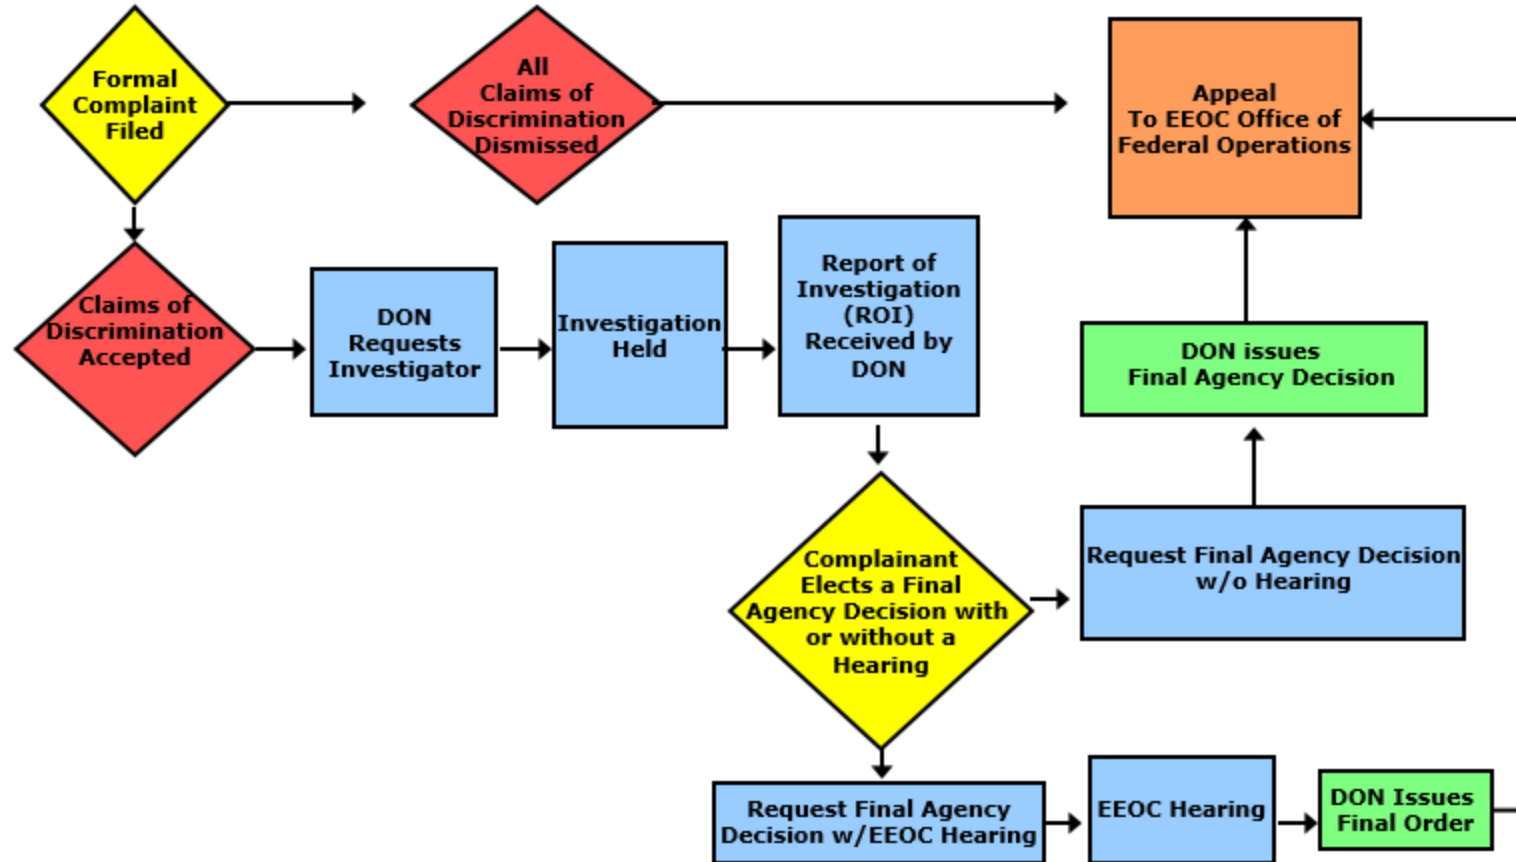 Formal
Complaint
Filed
All
Claims of
Discrimination
Dismissed
Appeal
To EEOC Office of
Federal Operations
Claims of
Discrimination
Accepted
DON
Requests
Investigator
Investigation
Held
Report of
Investigation
(ROI)
Received by
DON
DON issues
Final Agency Decision
Complainant
Elects a Final
Agency Decision with
or without a
Hearing
Request Final Agency Decision
w/o Hearing
Request Final Agency
Decision w/EEOC Hearing
EEOC Hearing
DON Issues
Final Order